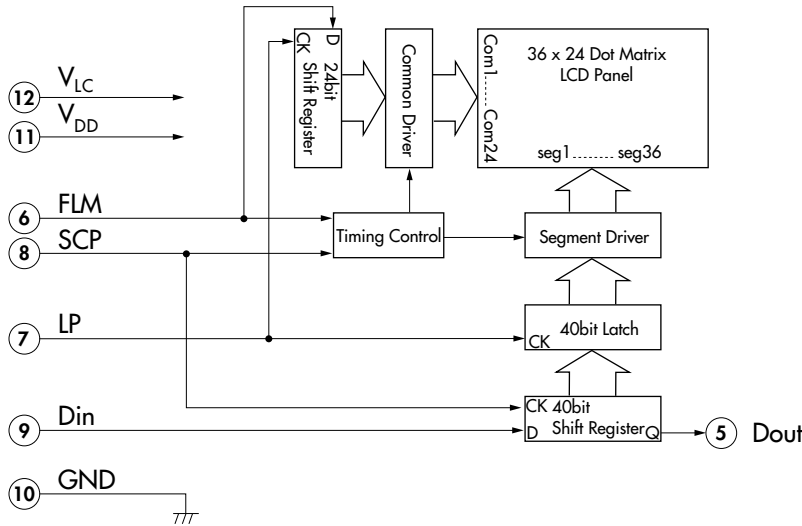 D
CK
24bit
Shift Register
Common Driver
Com1........Com24
36 x 24 Dot Matrix
LCD Panel
seg1........ seg36
12 VLC
11 VDD
6 FLM
8 SCP
Timing Control
Segment Driver
7 LP
40bit Latch
CK
CK 40bit
Shift Register
D
Q
9 Din
5 Dout
10 GND